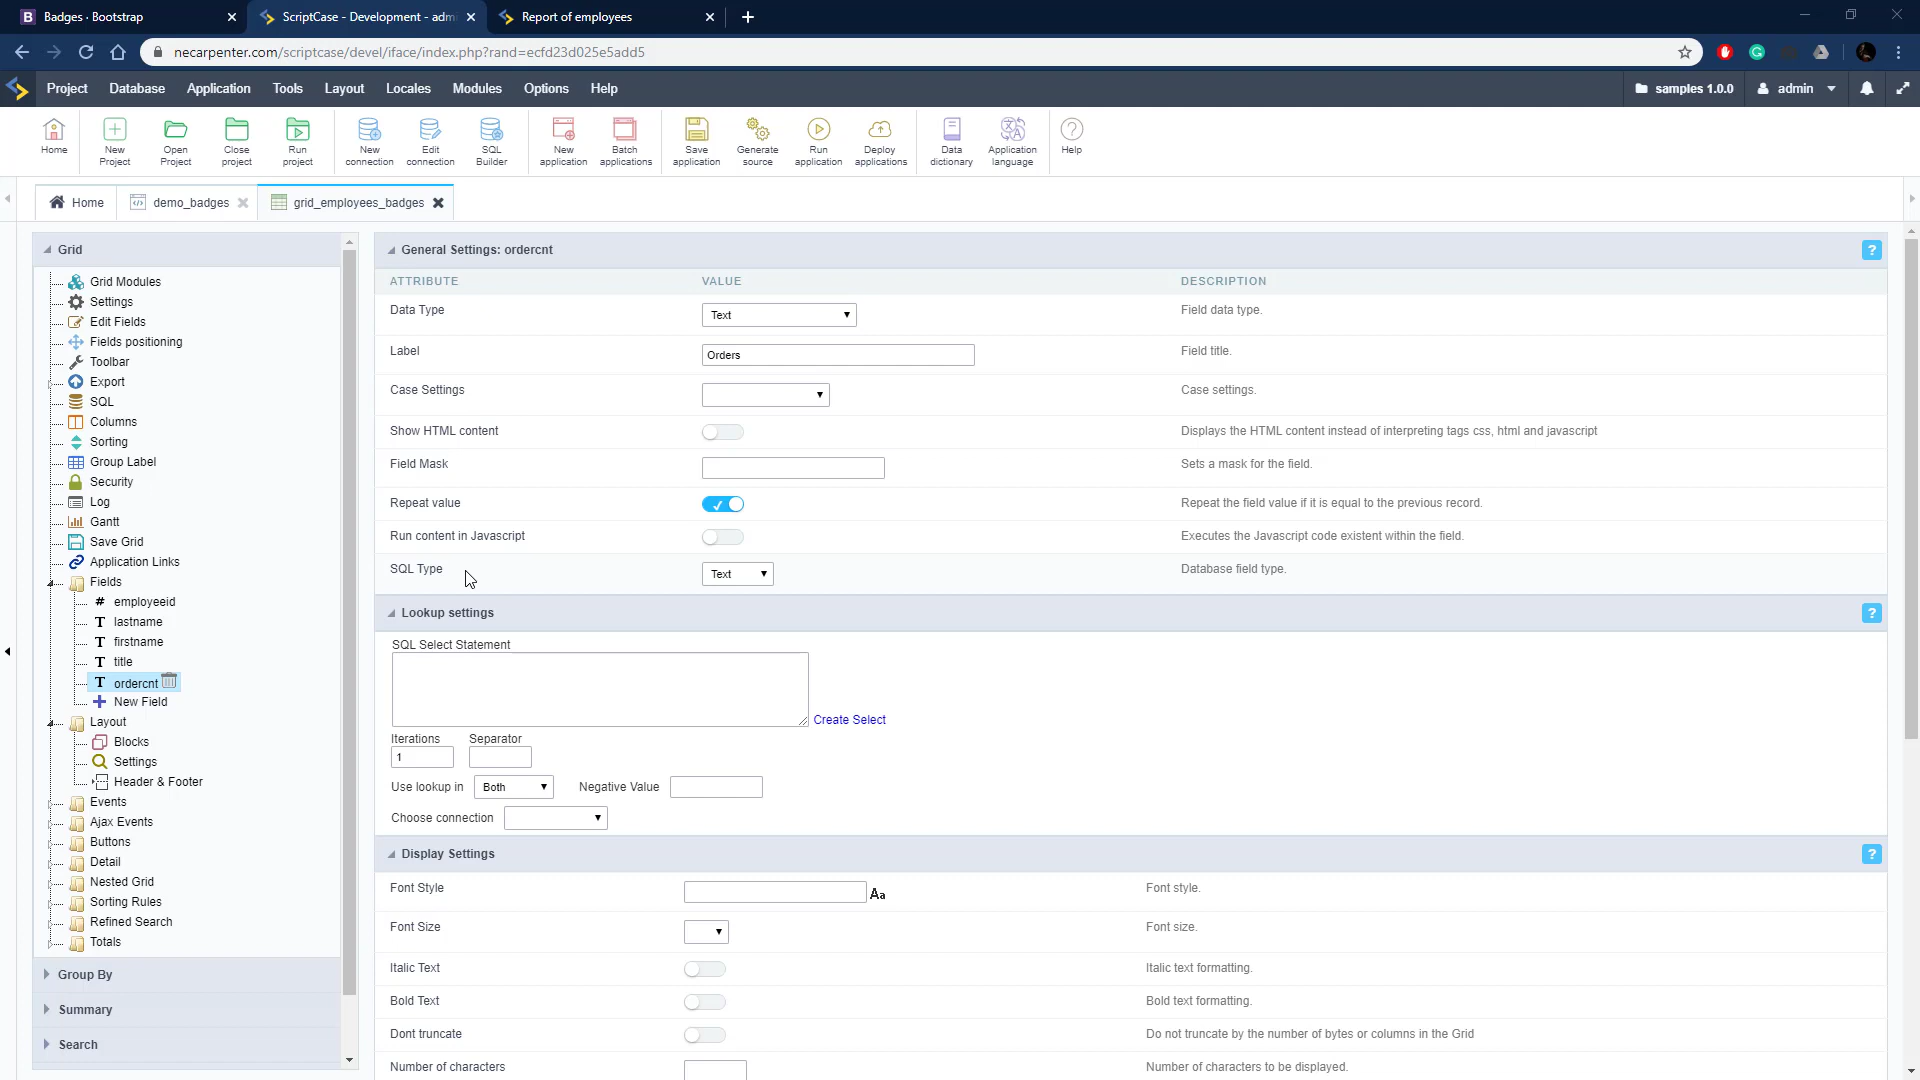 B Badges · Bootstrap
ScriptCase - Development - adm
Report of employees
necarpenter.com/scriptcase/devel/iface/index.php?rand=ecfd23d025e5add5
Project Database Application Tools Layout Locales Modules Options Help
samples 1.0.0 admin
Home
New Project
Open Project
Close project
Run project
New connection
Edit connection
SQL Builder
New application
Batch applications
Save application
Generate source
Run application
Deploy applications
Data dictionary
Application language
Help
Home demo_badges grid_employees_badges
Grid
Grid Modules
Settings
Edit Fields
Fields positioning
Toolbar
Export
SQL
Columns
Sorting
Group Label
Security
Log
Gantt
Save Grid
Application Links
Fields
# employeeid
T lastname
T firstname
T title
T ordercnt
New Field
Layout
Blocks
Settings
Header & Footer
Events
Ajax Events
Buttons
Detail
Nested Grid
Sorting Rules
Refined Search
Totals
Group By
Summary
Search
General Settings: ordercnt ?
ATTRIBUTE VALUE DESCRIPTION
Data Type Text Field data type.
Label Orders Field title.
Case Settings Case settings.
Show HTML content Displays the HTML content instead of interpreting tags css, html and javascript
Field Mask Sets a mask for the field.
Repeat value Repeat the field value if it is equal to the previous record.
Run content in Javascript Executes the Javascript code existent within the field.
SQL Type Text Database field type.
Lookup settings ?
SQL Select Statement
Create Select
Iterations Separator
1
Use lookup in Both Negative Value
Choose connection
Display Settings ?
Font Style Aa Font style.
Font Size Font size.
Italic Text Italic text formatting.
Bold Text Bold text formatting.
Dont truncate Do not truncate by the number of bytes or columns in the Grid
Number of characters Number of characters to be displayed.